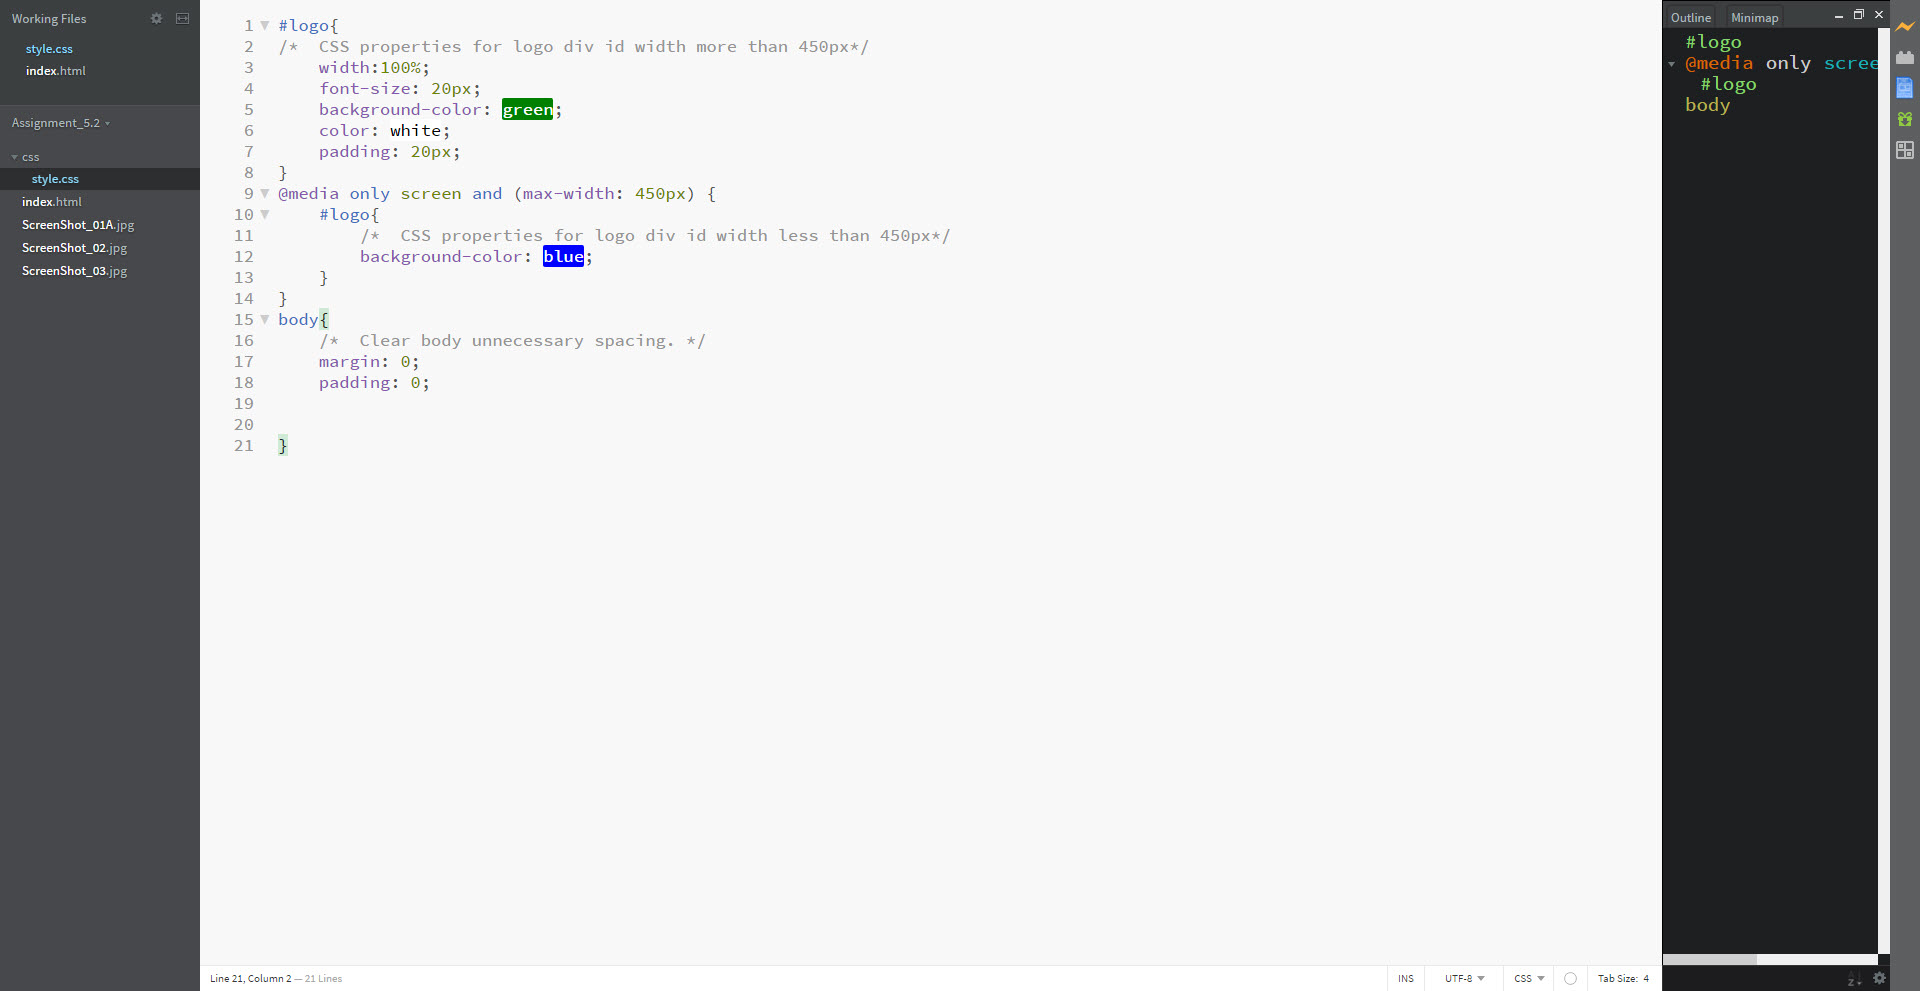 Working Files
style.css
index.html
Assignment_5.2
css
style.css
index.html
ScreenShot_01A.jpg
ScreenShot_02.jpg
ScreenShot_03.jpg
1 #logo{
2 /*  CSS properties for logo div id width more than 450px*/
3     width:100%;
4     font-size: 20px;
5     background-color: green;
6     color: white;
7     padding: 20px;
8 }
9 @media only screen and (max-width: 450px) {
10     #logo{
11         /*  CSS properties for logo div id width less than 450px*/
12         background-color: blue;
13     }
14 }
15 body{
16     /*  Clear body unnecessary spacing. */
17     margin: 0;
18     padding: 0;
19
20
21 }
Line 21, Column 2 — 21 Lines
INS UTF-8 CSS Tab Size: 4
Outline Minimap
#logo
@media only scree
#logo
body